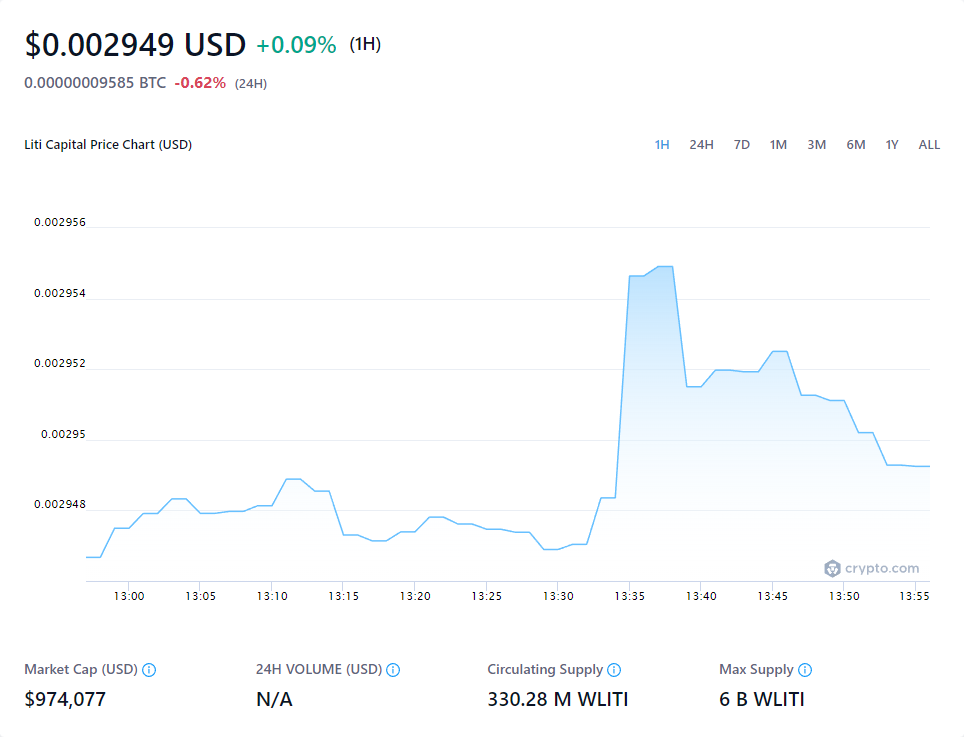 $0.002949 USD +0.09% (1H)
0.00000009585 BTC -0.62% (24H)
Liti Capital Price Chart (USD) 1H 24H 7D 1M 3M 6M 1Y ALL
0.002956
0.002954
0.002952
0.00295
0.002948
crypto.com
13:00 13:05 13:10 13:15 13:20 13:25 13:30 13:35 13:40 13:45 13:50 13:55
Market Cap (USD) 24H VOLUME (USD) Circulating Supply Max Supply
$974,077 N/A 330.28 M WLITI 6 B WLITI